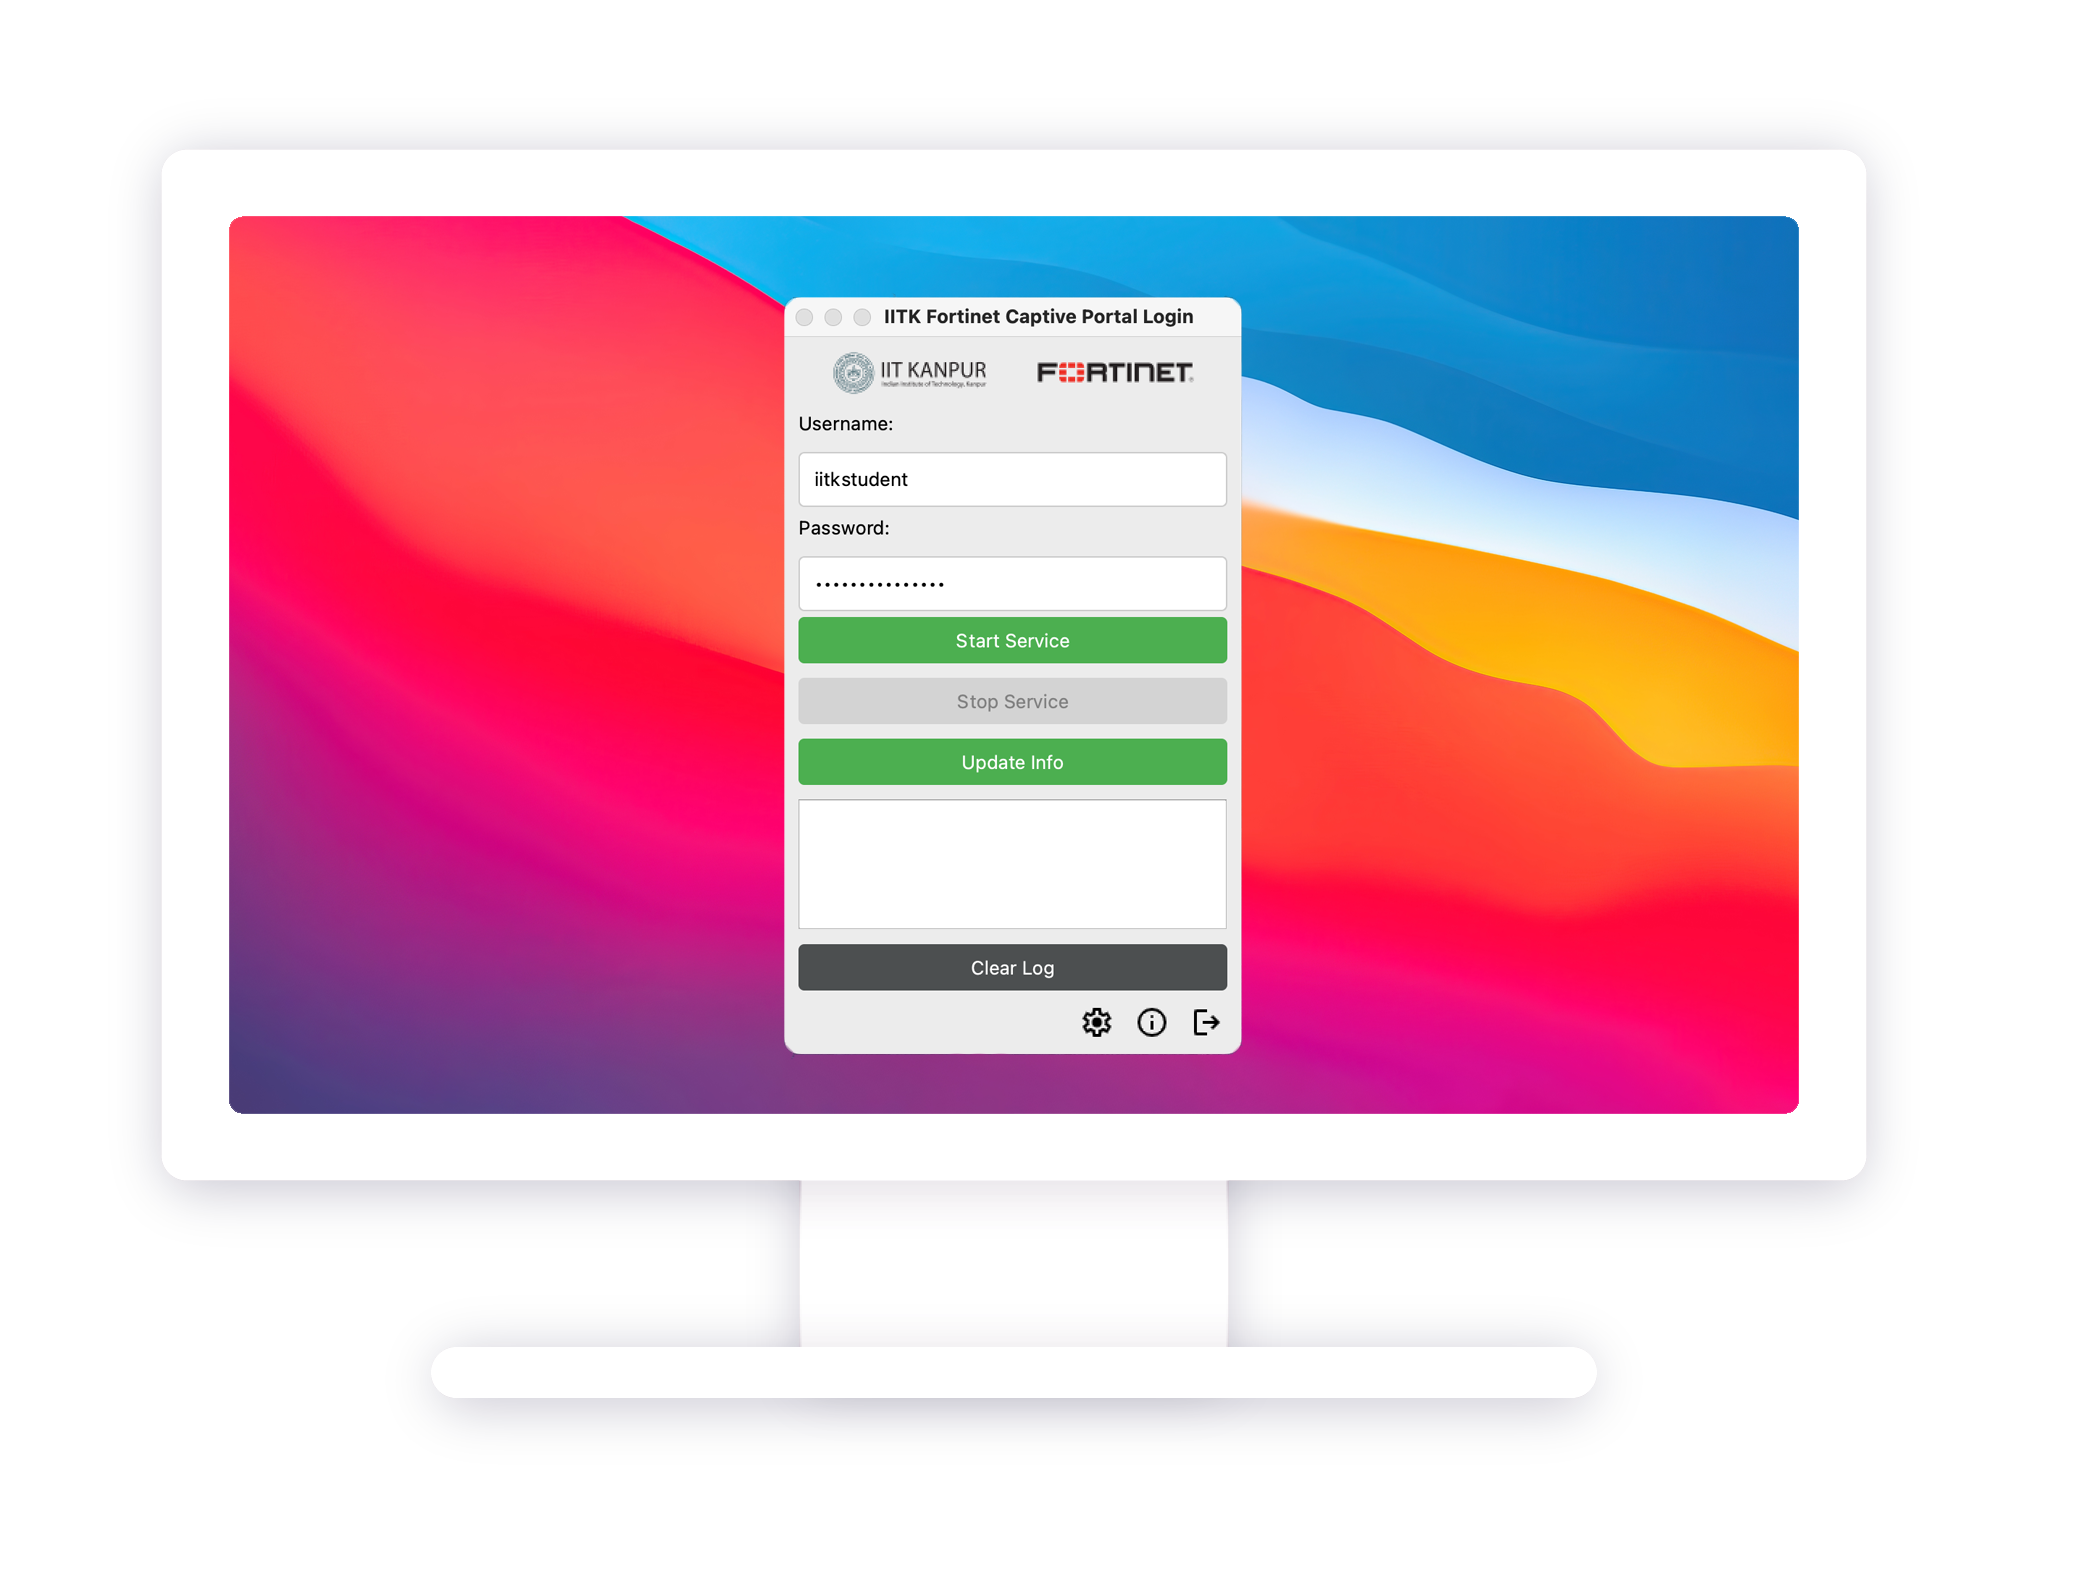 IITK Fortinet Captive Portal Login
IIT KANPUR
Indian Institute of Technology, Kanpur
FORTINET
Username:
iitkstudent
Password:
•••••••••••••••
Start Service
Stop Service
Update Info
Clear Log